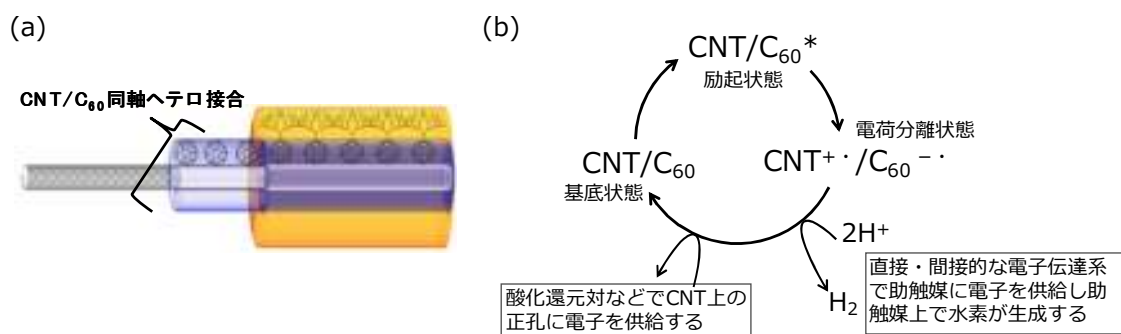 (a)
CNT/C₆₀同軸ヘテロ接合
(b)
CNT/C₆₀*
励起状態
電荷分離状態
CNT⁺˙/C₆₀⁻˙
CNT/C₆₀
基底状態
2H⁺
H₂
直接・間接的な電子伝達系
で助触媒に電子を供給し助
触媒上で水素が生成する
酸化還元対などでCNT上の
正孔に電子を供給する